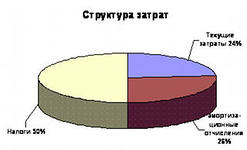 Структура затрат
Текущие
затраты 24%
Амортиза-
ционные
отчисления
26%
Налоги 50%